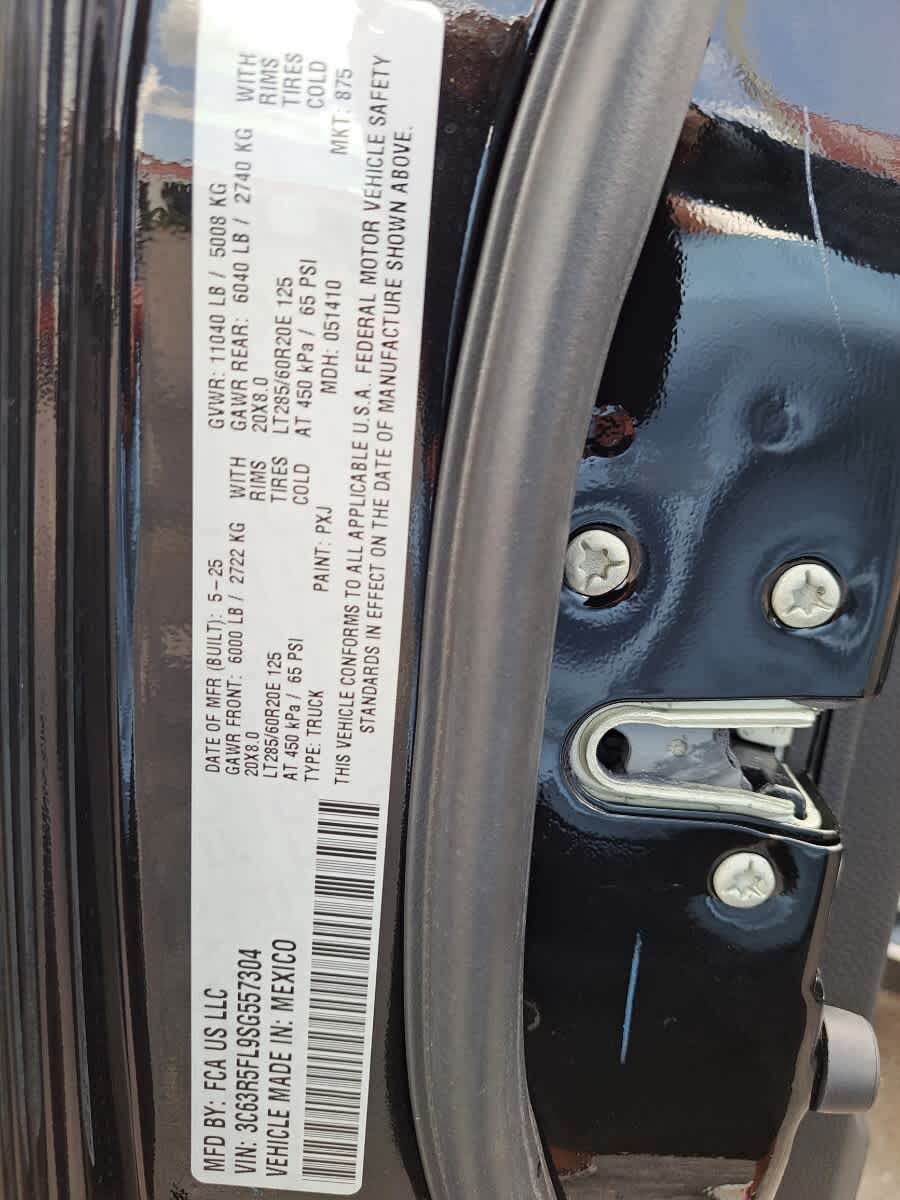 MFD BY: FCA US LLC
VIN: 3C63R5FL9SG557304
VEHICLE MADE IN: MEXICO
DATE OF MFR (BUILT): 5-25 GVWR: 11040 LB / 5008 KG
GAWR FRONT: 6000 LB / 2722 KG WITH GAWR REAR: 6040 LB / 2740 KG WITH
20X8.0 RIMS 20X8.0 RIMS
LT285/60R20E 125 TIRES LT285/60R20E 125 TIRES
AT 450 kPa / 65 PSI COLD AT 450 kPa / 65 PSI COLD
TYPE: TRUCK PAINT: PXJ MDH: 051410 MKT: 875
THIS VEHICLE CONFORMS TO ALL APPLICABLE U.S.A. FEDERAL MOTOR VEHICLE SAFETY
STANDARDS IN EFFECT ON THE DATE OF MANUFACTURE SHOWN ABOVE.